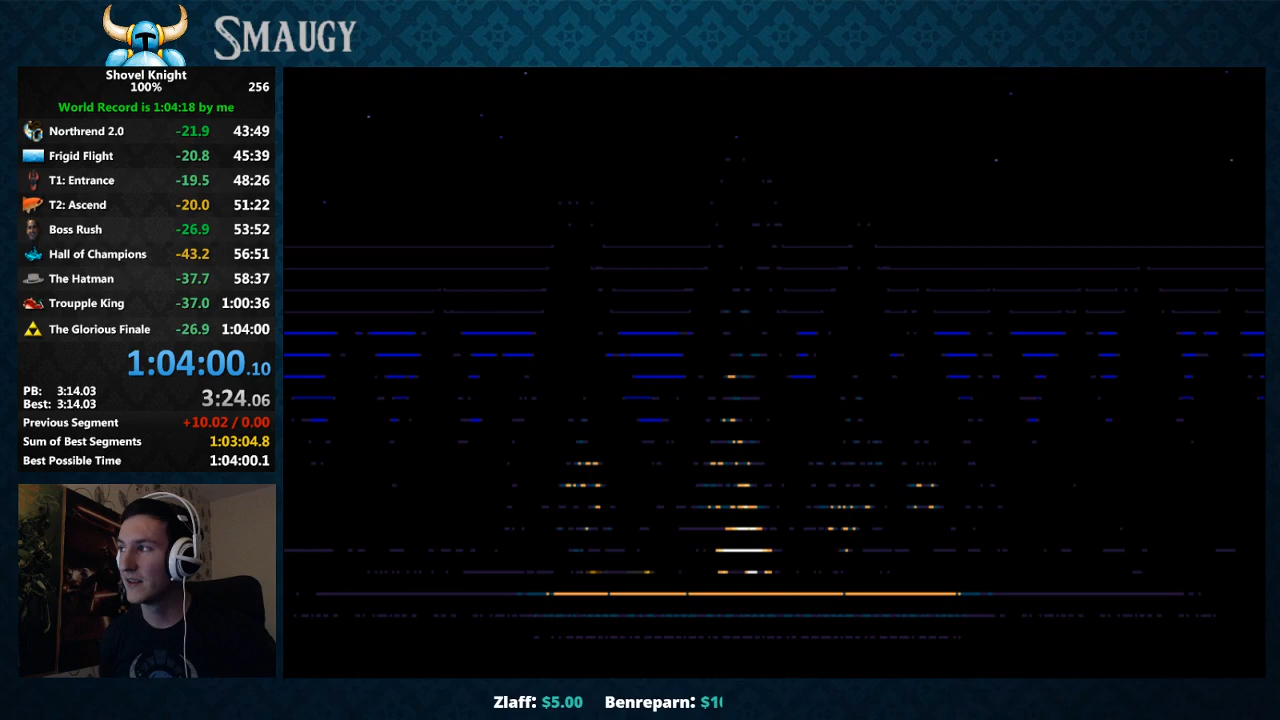 SMAUGY
Shovel Knight
100% 256
World Record is 1:04:18 by me
Northrend 2.0 -21.9 43:49
Frigid Flight -20.8 45:39
T1: Entrance -19.5 48:26
T2: Ascend -20.0 51:22
Boss Rush -26.9 53:52
Hall of Champions -43.2 56:51
The Hatman -37.7 58:37
Troupple King -37.0 1:00:36
The Glorious Finale -26.9 1:04:00
1:04:00.10
PB: 3:14.03
Best: 3:14.03
3:24.06
Previous Segment +10.02 / 0.00
Sum of Best Segments 1:03:04.8
Best Possible Time 1:04:00.1
Zlaff: $5.00 Benreparn: